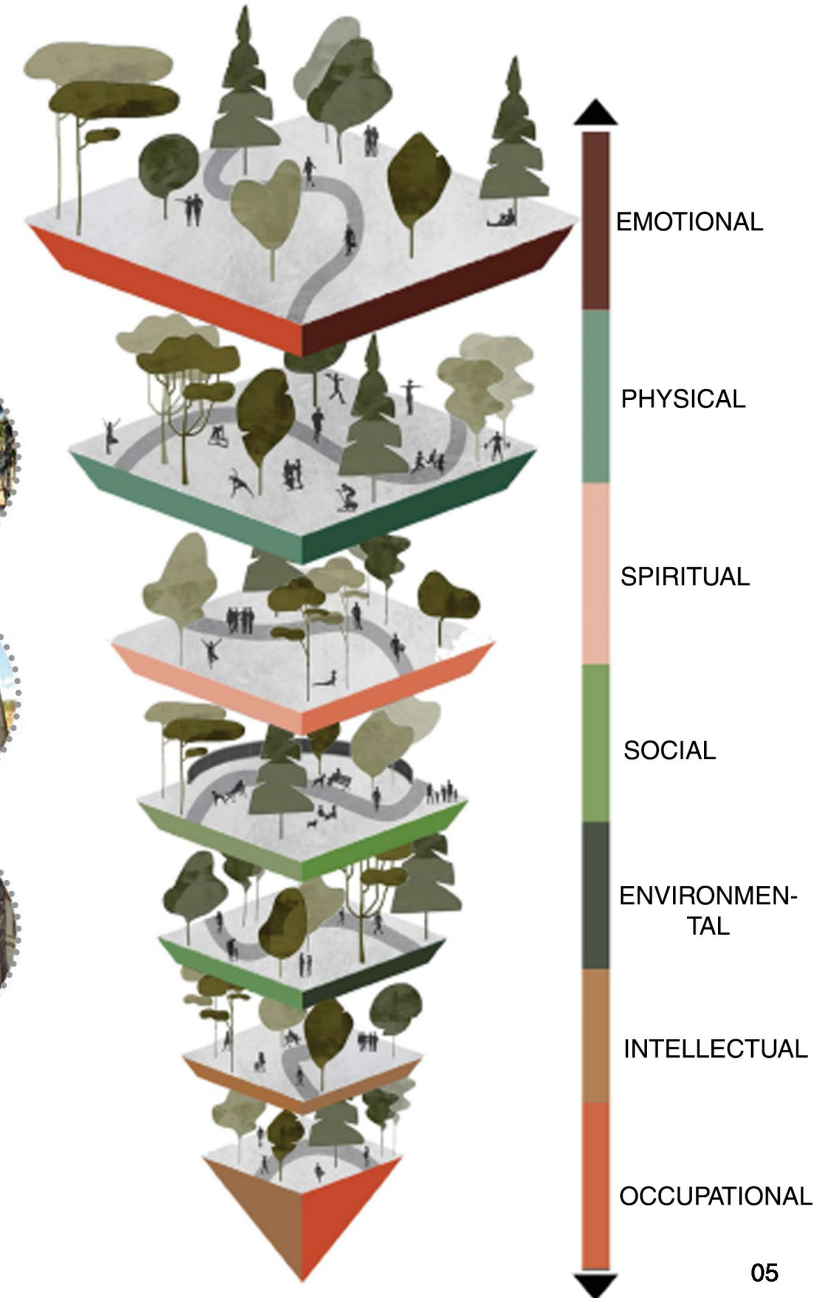 EMOTIONAL
PHYSICAL
SPIRITUAL
SOCIAL
ENVIRONMEN-
TAL
INTELLECTUAL
OCCUPATIONAL
05